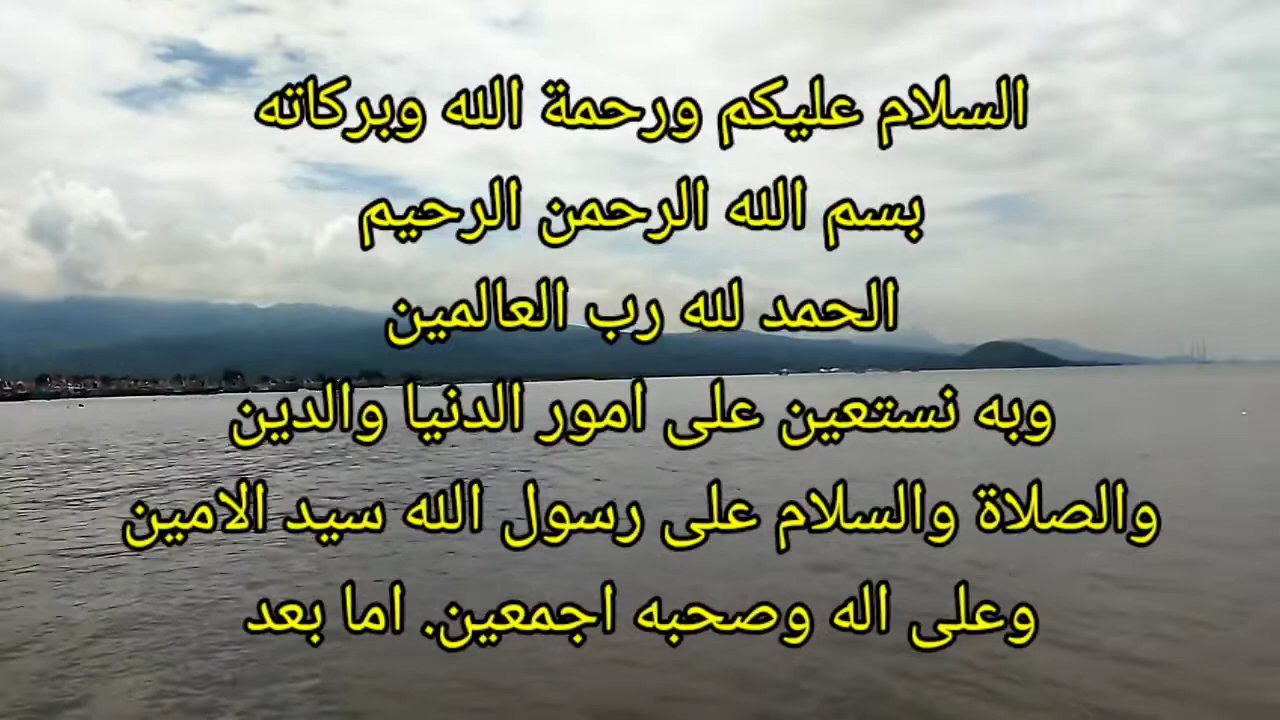 السلام عليكم ورحمة الله وبركاته
بسم الله الرحمن الرحيم
الحمد لله رب العالمين
وبه نستعين على امور الدنيا والدين
والصلاة والسلام على رسول الله سيد الامين
وعلى اله وصحبه اجمعين. اما بعد